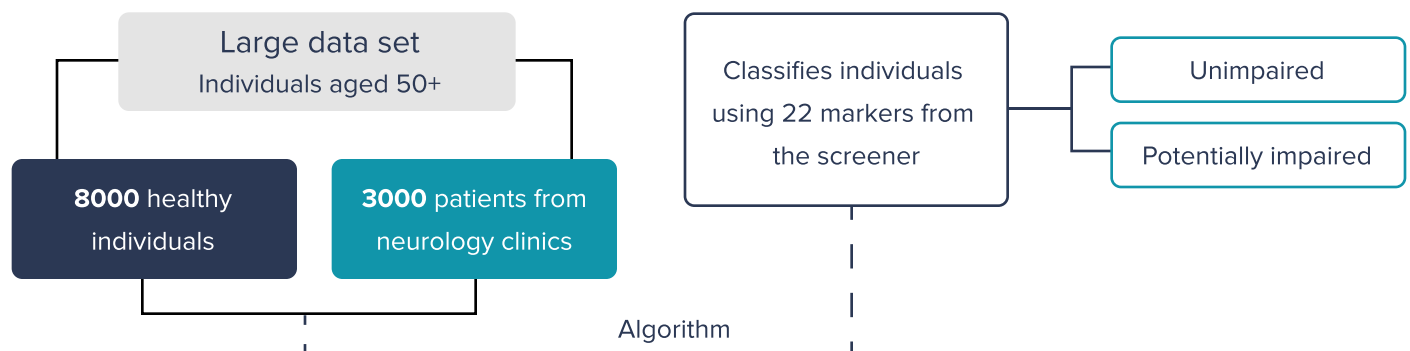 Large data set
Individuals aged 50+
8000 healthy
individuals
3000 patients from
neurology clinics
Algorithm
Classifies individuals
using 22 markers from
the screener
Unimpaired
Potentially impaired